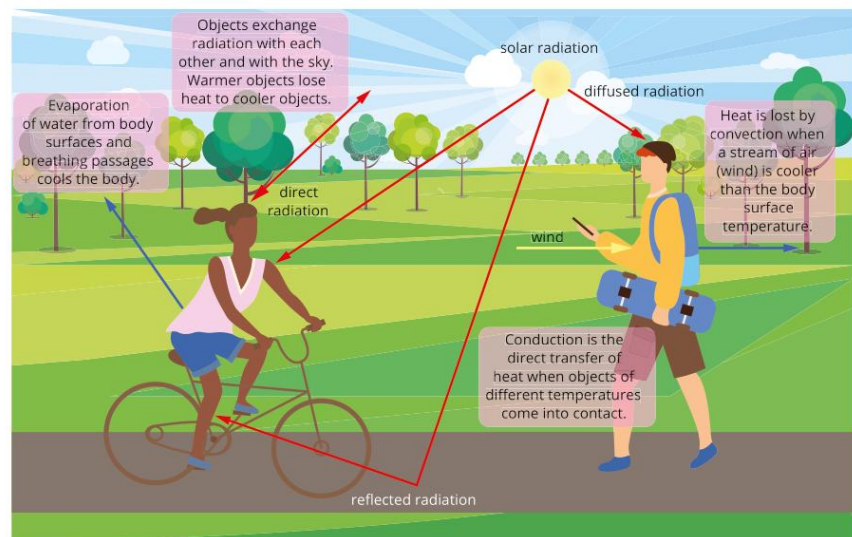 Objects exchange
radiation with each
other and with the sky.
Warmer objects lose
heat to cooler objects.
solar radiation
diffused radiation
Evaporation
of water from body
surfaces and
breathing passages
cools the body.
Heat is lost by
convection when
a stream of air
(wind) is cooler
than the body
surface
temperature.
direct
radiation
wind
Conduction is the
direct transfer of
heat when objects of
different temperatures
come into contact.
reflected radiation